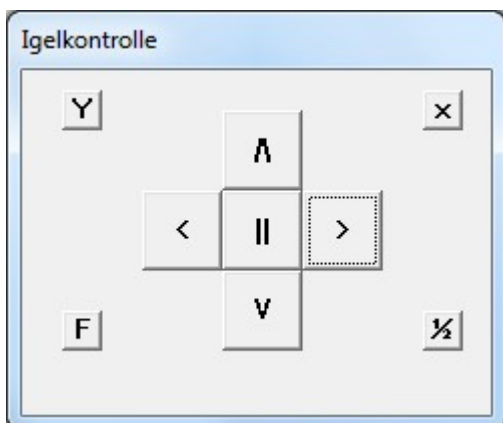 Igelkontrolle
Y
x
Λ
< || >
V
F
½